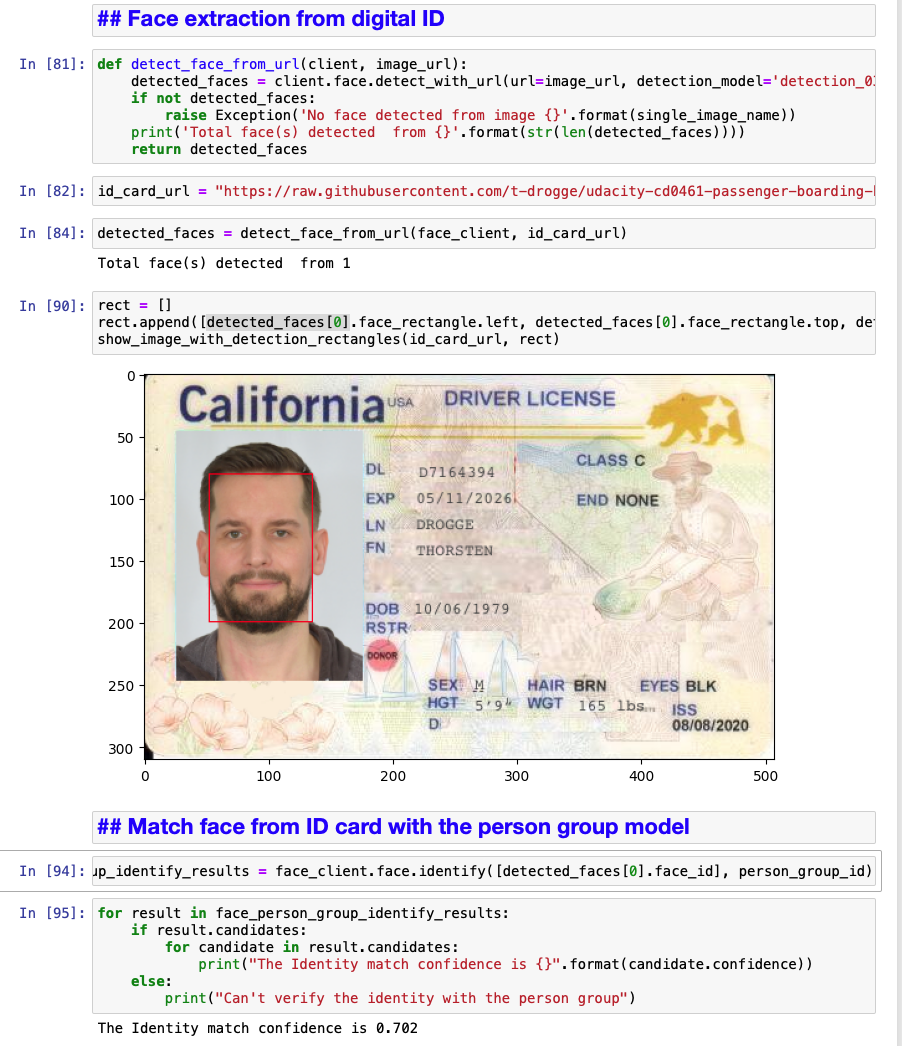 ## Face extraction from digital ID
In [81]: def detect_face_from_url(client, image_url):
detected_faces = client.face.detect_with_url(url=image_url, detection_model='detection_0
if not detected_faces:
raise Exception('No face detected from image {}'.format(single_image_name))
print('Total face(s) detected  from {}'.format(str(len(detected_faces))))
return detected_faces
In [82]: id_card_url = "https://raw.githubusercontent.com/t-drogge/udacity-cd0461-passenger-boarding-
In [84]: detected_faces = detect_face_from_url(face_client, id_card_url)
Total face(s) detected  from 1
In [90]: rect = []
rect.append([detected_faces[0].face_rectangle.left, detected_faces[0].face_rectangle.top, de
show_image_with_detection_rectangles(id_card_url, rect)
0
50
100
150
200
250
300
California USA DRIVER LICENSE
DL D7164394 CLASS C
EXP 05/11/2026 END NONE
LN DROGGE
FN THORSTEN
DOB 10/06/1979
RSTR
DONOR
SEX M HAIR BRN EYES BLK
HGT 5'9" WGT 165 lbs ISS
D 08/08/2020
0 100 200 300 400 500
## Match face from ID card with the person group model
In [94]: up_identify_results = face_client.face.identify([detected_faces[0].face_id], person_group_id)
In [95]: for result in face_person_group_identify_results:
if result.candidates:
for candidate in result.candidates:
print("The Identity match confidence is {}".format(candidate.confidence))
else:
print("Can't verify the identity with the person group")
The Identity match confidence is 0.702